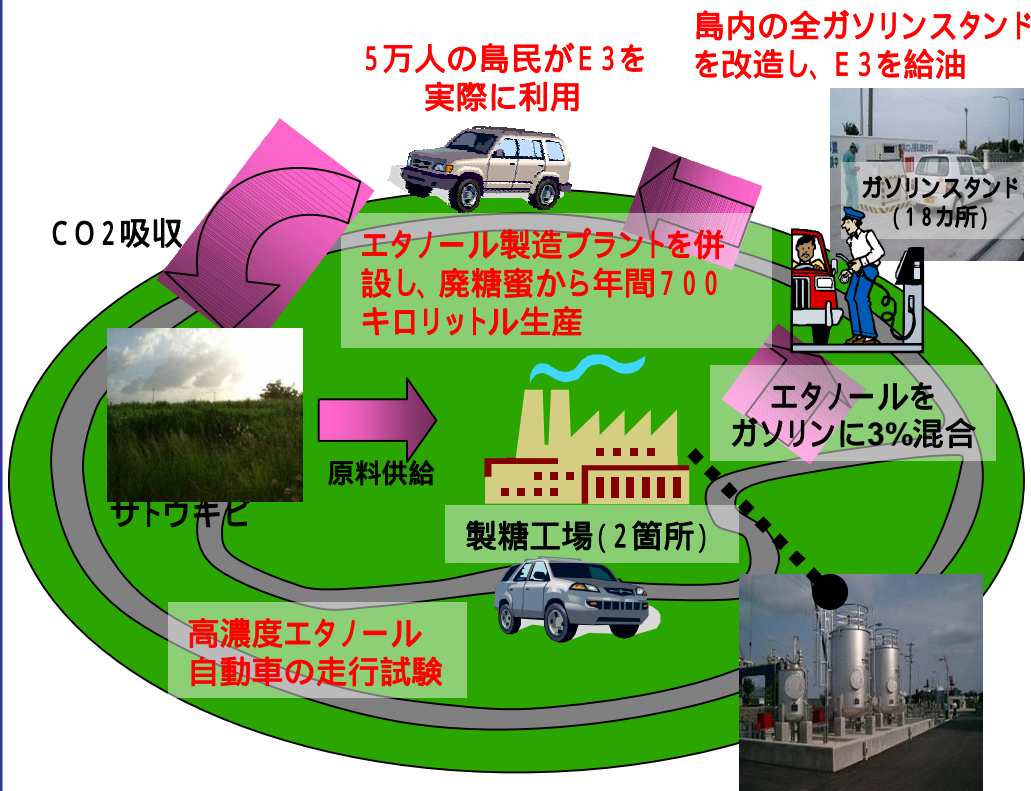 島内の全ガソリンスタンド
を改造し、E3を給油
5万人の島民がE3を
実際に利用
ガソリンスタンド
(18カ所)
CO2吸収
エタノール製造プラントを併
設し、廃糖蜜から年間700
キロリットル生産
エタノールを
ガソリンに3%混合
原料供給
サトウキビ
製糖工場(2箇所)
高濃度エタノール
自動車の走行試験